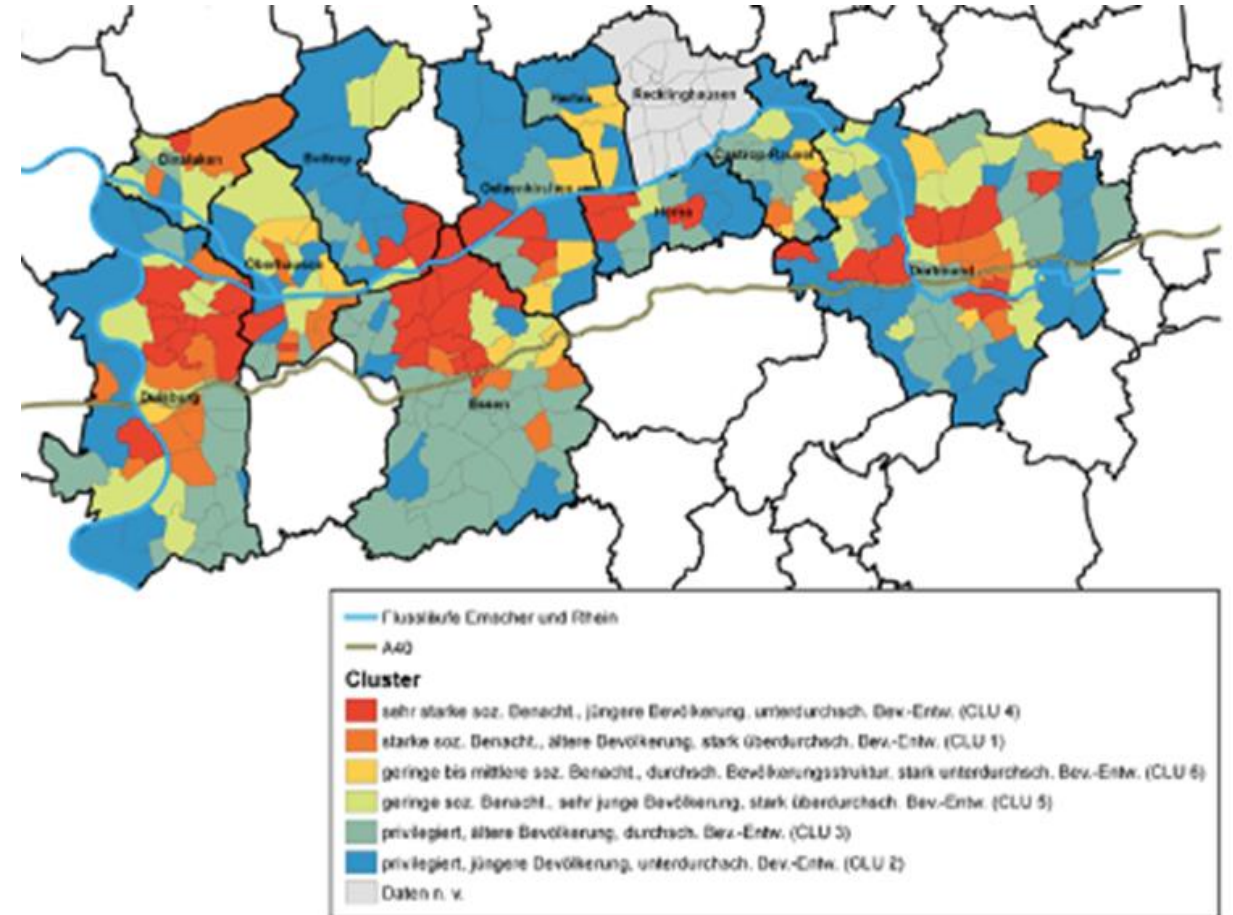 Herten
Recklinghausen
Dinslaken
Bottrop
Castrop-Rauxel
Gelsenkirchen
Herne
Oberhausen
Dortmund
Duisburg
Essen
Flussläufe Emscher und Rhein
A40
Cluster
sehr starke soz. Benacht., jüngere Bevölkerung, unterdurchsch. Bev.-Entw. (CLU 4)
starke soz. Benacht., ältere Bevölkerung, stark überdurchsch. Bev.-Entw. (CLU 1)
geringe bis mittlere soz. Benacht., durchsch. Bevölkerungsstruktur, stark unterdurchsch. Bev.-Entw. (CLU 6)
geringe soz. Benacht., sehr junge Bevölkerung, stark überdurchsch. Bev.-Entw. (CLU 5)
privilegiert, ältere Bevölkerung, durchsch. Bev.-Entw. (CLU 3)
privilegiert, jüngere Bevölkerung, unterdurchsch. Bev.-Entw. (CLU 2)
Daten n. v.